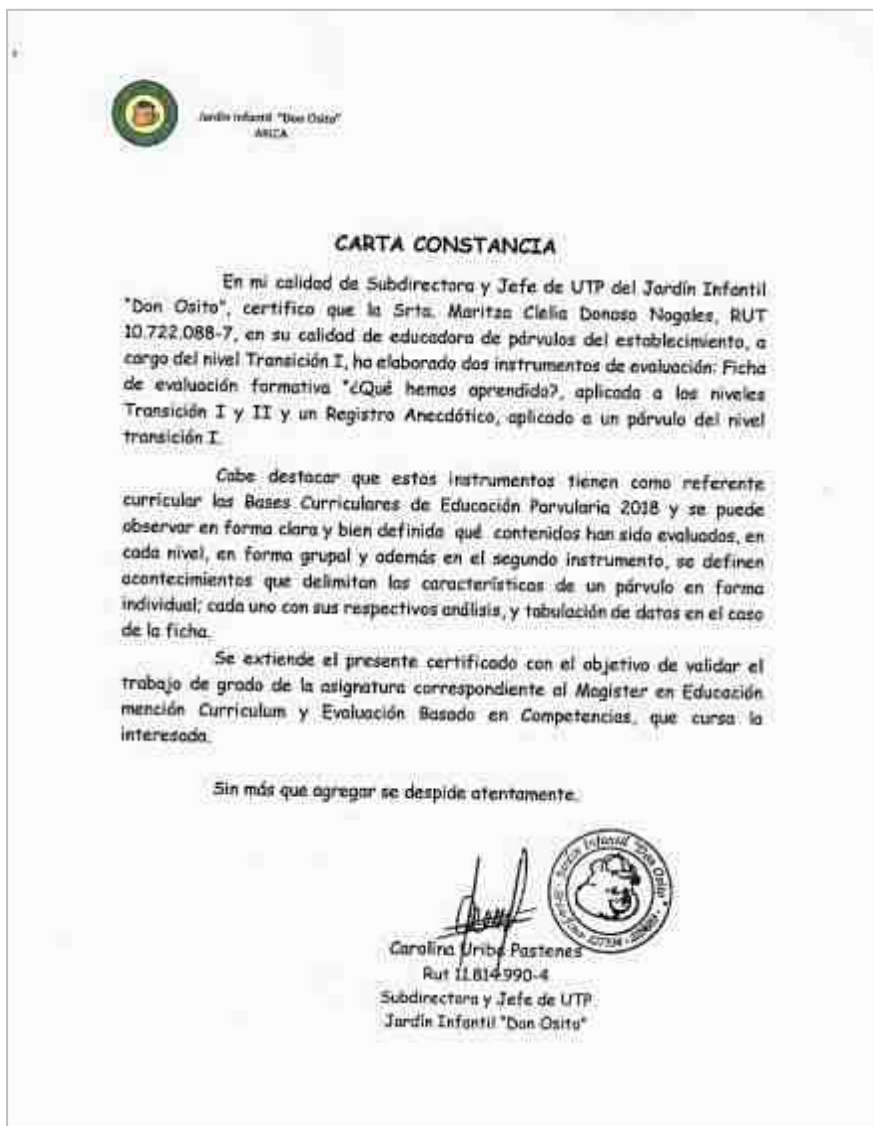 Jardín Infantil "Don Osito"
ARICA
CARTA CONSTANCIA
En mi calidad de Subdirectora y Jefe de UTP del Jardín Infantil
"Don Osito", certifico que la Srta. Maritza Clelia Donoso Nogales, RUT
10.722.088-7, en su calidad de educadora de párvulos del establecimiento, a
cargo del nivel Transición I, ha elaborado dos instrumentos de evaluación: Ficha
de evaluación formativa "¿Qué hemos aprendido?, aplicada a los niveles
Transición I y II y un Registro Anecdótico, aplicado a un párvulo del nivel
transición I.
Cabe destacar que estos instrumentos tienen como referente
curricular las Bases Curriculares de Educación Parvularia 2018 y se puede
observar en forma clara y bien definida qué contenidos han sido evaluados, en
cada nivel, en forma grupal y además en el segundo instrumento, se definen
acontecimientos que delimitan las características de un párvulo en forma
individual; cada uno con sus respectivos análisis, y tabulación de datos en el caso
de la ficha.
Se extiende el presente certificado con el objetivo de validar el
trabajo de grado de la asignatura correspondiente al Magister en Educación
mención Curriculum y Evaluación Basado en Competencias, que cursa la
interesada.
Sin más que agregar se despide atentamente.
Jardín Infantil "Don Osito"
Carolina Uribe Pastenes
Rut 11.814.990-4
Subdirectora y Jefe de UTP
Jardín Infantil "Don Osito"